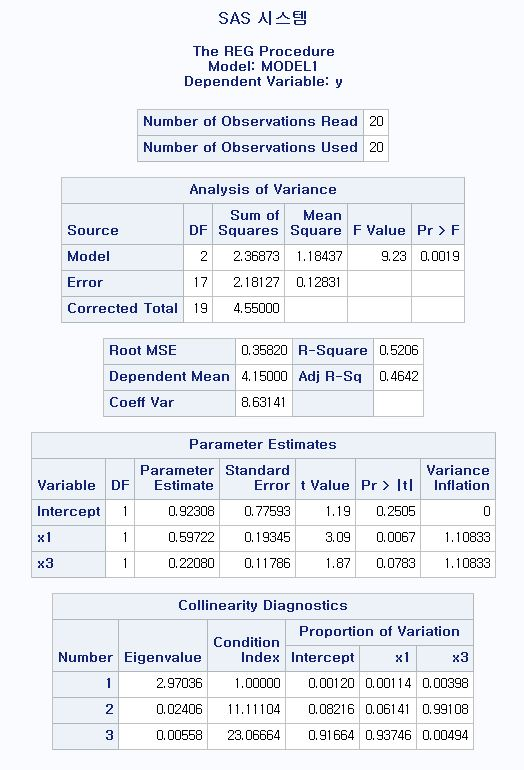 SAS 시스템
The REG Procedure
Model: MODEL1
Dependent Variable: y
Number of Observations Read 20
Number of Observations Used 20
Analysis of Variance
Source DF Sum of Squares Mean Square F Value Pr > F
Model 2 2.36873 1.18437 9.23 0.0019
Error 17 2.18127 0.12831
Corrected Total 19 4.55000
Root MSE 0.35820 R-Square 0.5206
Dependent Mean 4.15000 Adj R-Sq 0.4642
Coeff Var 8.63141
Parameter Estimates
Variable DF Parameter Estimate Standard Error t Value Pr > |t| Variance Inflation
Intercept 1 0.92308 0.77593 1.19 0.2505 0
x1 1 0.59722 0.19345 3.09 0.0067 1.10833
x3 1 0.22080 0.11786 1.87 0.0783 1.10833
Collinearity Diagnostics
Number Eigenvalue Condition Index Proportion of Variation
Intercept x1 x3
1 2.97036 1.00000 0.00120 0.00114 0.00398
2 0.02406 11.11104 0.08216 0.06141 0.99108
3 0.00558 23.06664 0.91664 0.93746 0.00494